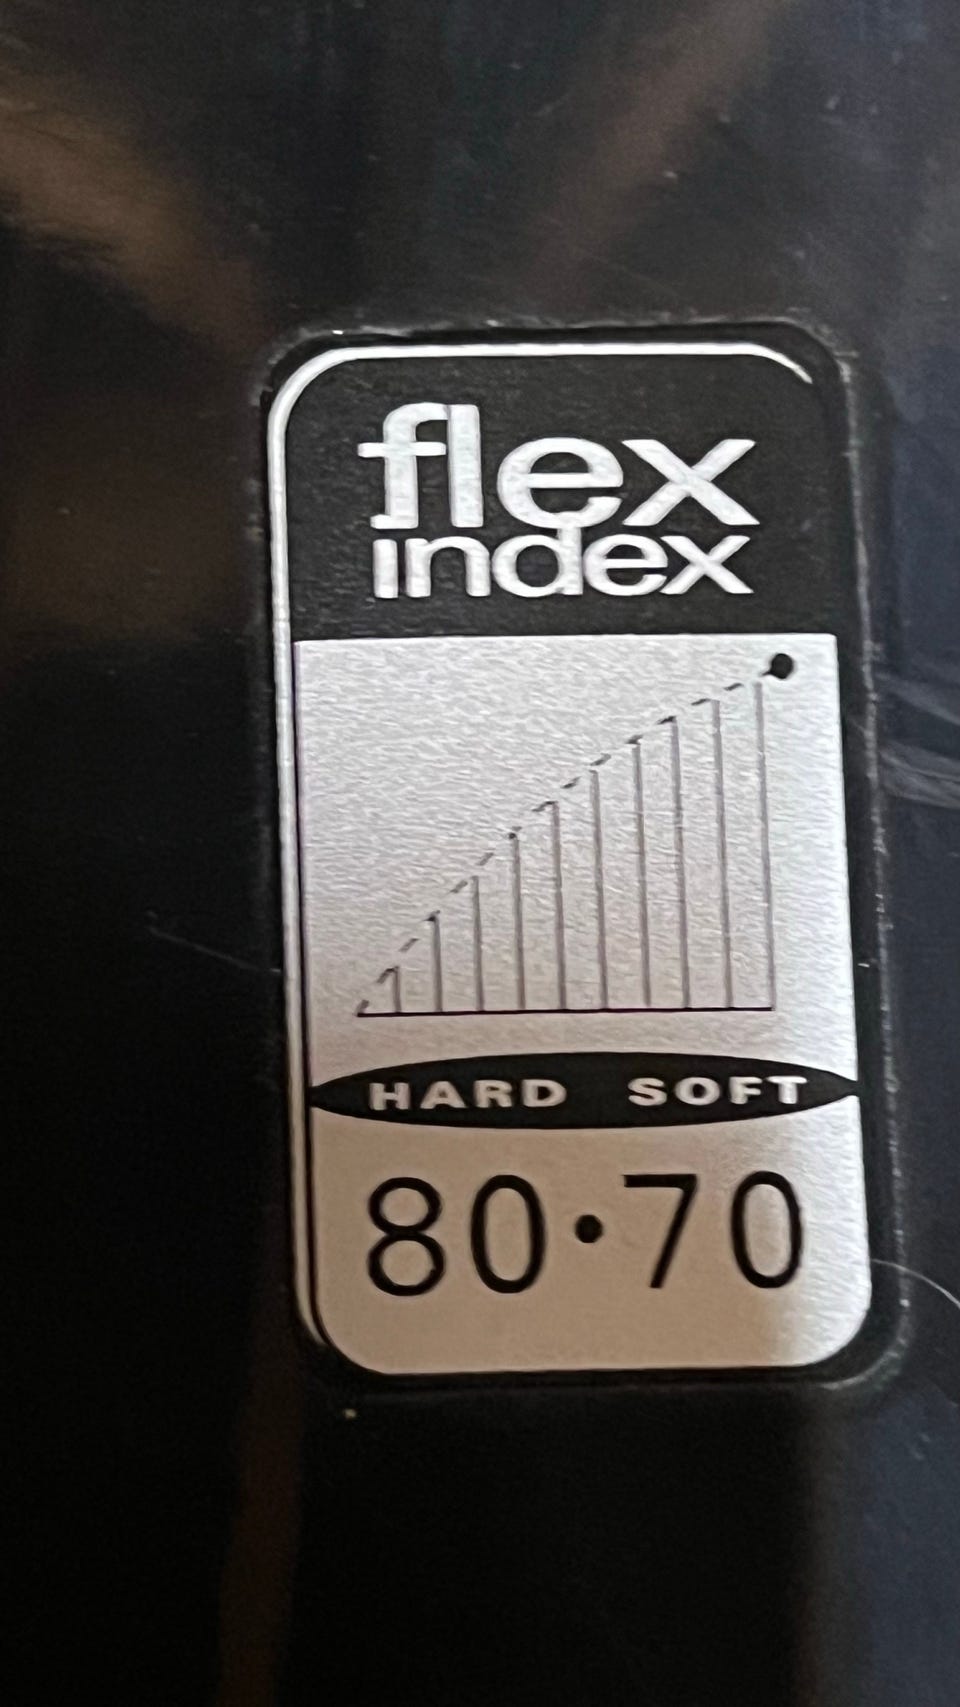 flex
index
HARD SOFT
80•70